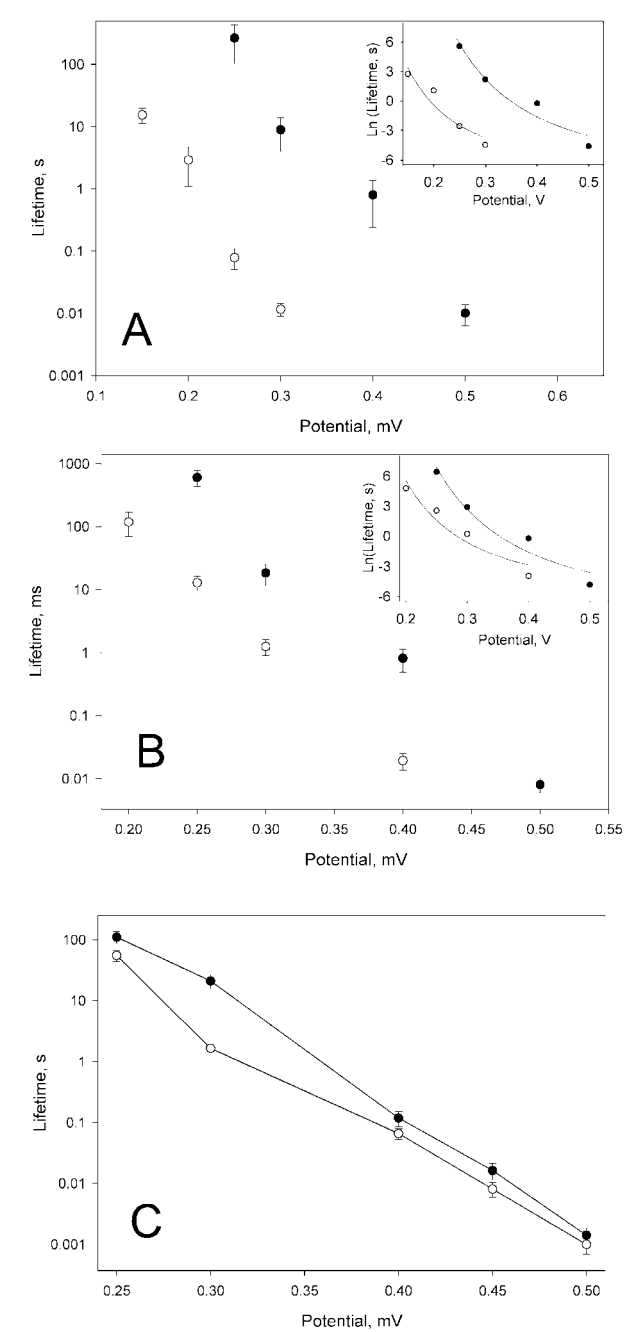 100
10
1
0.1
0.01
0.001
Lifetime, s
0.1 0.2 0.3 0.4 0.5 0.6
Potential, mV
A
6
3
0
-3
-6
Ln (Lifetime, s)
0.2 0.3 0.4 0.5
Potential, V
1000
100
10
1
0.1
0.01
Lifetime, ms
0.20 0.25 0.30 0.35 0.40 0.45 0.50 0.55
Potential, mV
B
6
3
0
-3
-6
Ln(Lifetime, s)
0.2 0.3 0.4 0.5
Potential, V
100
10
1
0.1
0.01
0.001
Lifetime, s
0.25 0.30 0.35 0.40 0.45 0.50
Potential, mV
C